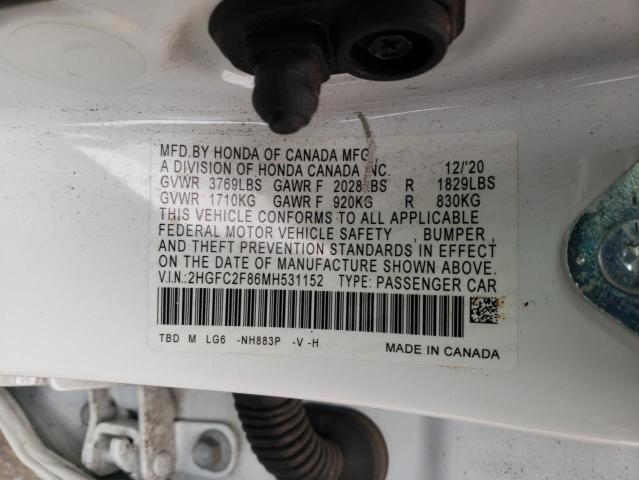 MFD.BY HONDA OF CANADA MFG.
A DIVISION OF HONDA CANADA INC. 12/'20
GVWR 3769LBS GAWR F 2028LBS R 1829LBS
GVWR 1710KG GAWR F 920KG R 830KG
THIS VEHICLE CONFORMS TO ALL APPLICABLE
FEDERAL MOTOR VEHICLE SAFETY , BUMPER,
AND THEFT PREVENTION STANDARDS IN EFFECT
ON THE DATE OF MANUFACTURE SHOWN ABOVE.
V.I.N.:2HGFC2F86MH531152 TYPE: PASSENGER CAR
TBD M LG6 -NH883P -V -H
MADE IN CANADA